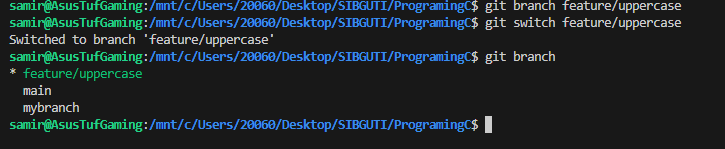 samir@AsusTufGaming:/mnt/c/Users/20060/Desktop/SIBGUTI/ProgramingC$ git branch feature/uppercase
samir@AsusTufGaming:/mnt/c/Users/20060/Desktop/SIBGUTI/ProgramingC$ git switch feature/uppercase
Switched to branch 'feature/uppercase'
samir@AsusTufGaming:/mnt/c/Users/20060/Desktop/SIBGUTI/ProgramingC$ git branch
* feature/uppercase
  main
  mybranch
samir@AsusTufGaming:/mnt/c/Users/20060/Desktop/SIBGUTI/ProgramingC$